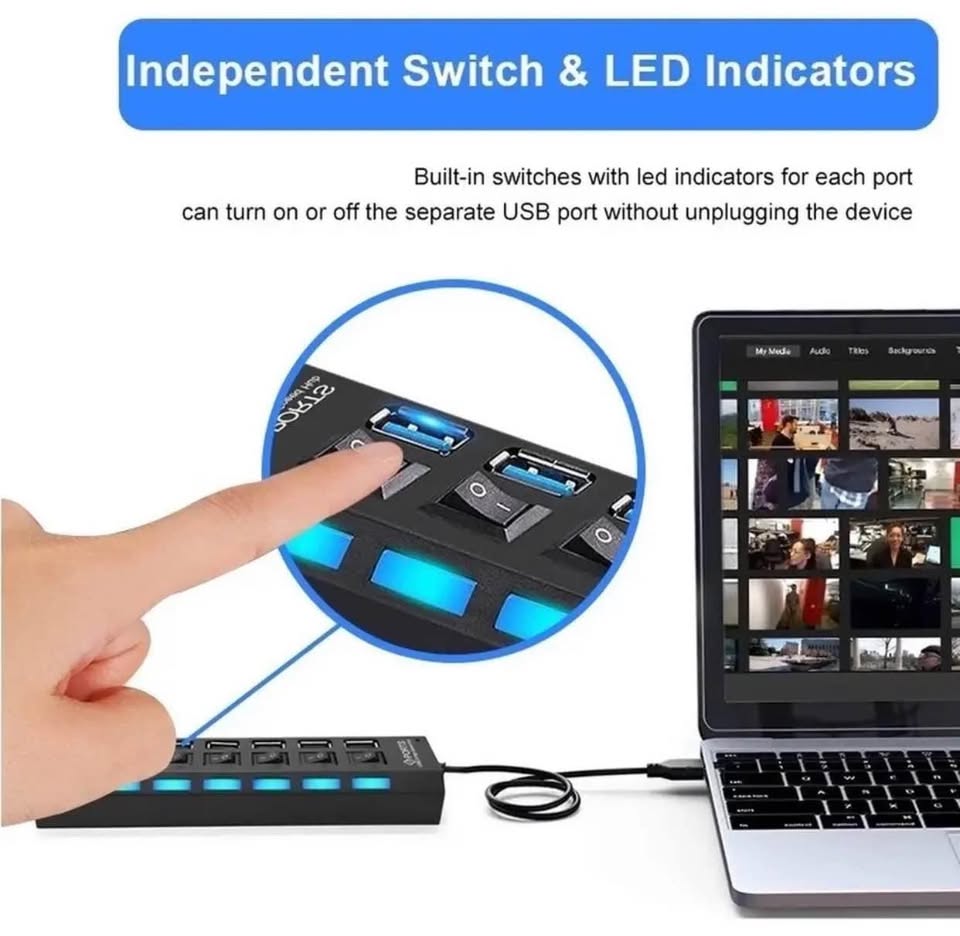 Independent Switch & LED Indicators
Built-in switches with led indicators for each port
can turn on or off the separate USB port without unplugging the device
PORTS
My Media Audio Titles Backgrounds T